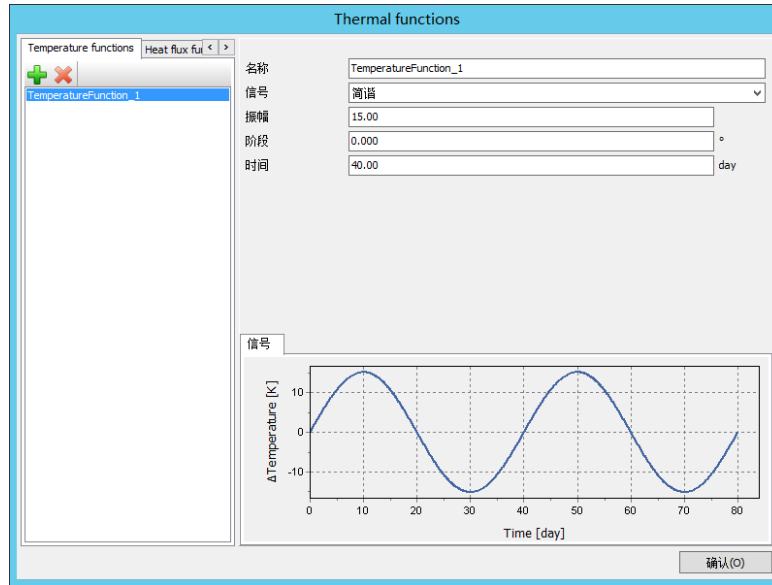 Thermal functions
Temperature functions
Heat flux fu
TemperatureFunction_1
名称
TemperatureFunction_1
信号
简谐
振幅
15.00
阶段
0.000
°
时间
40.00
day
信号
ΔTemperature [K]
10
0
-10
0 10 20 30 40 50 60 70 80
Time [day]
确认(O)